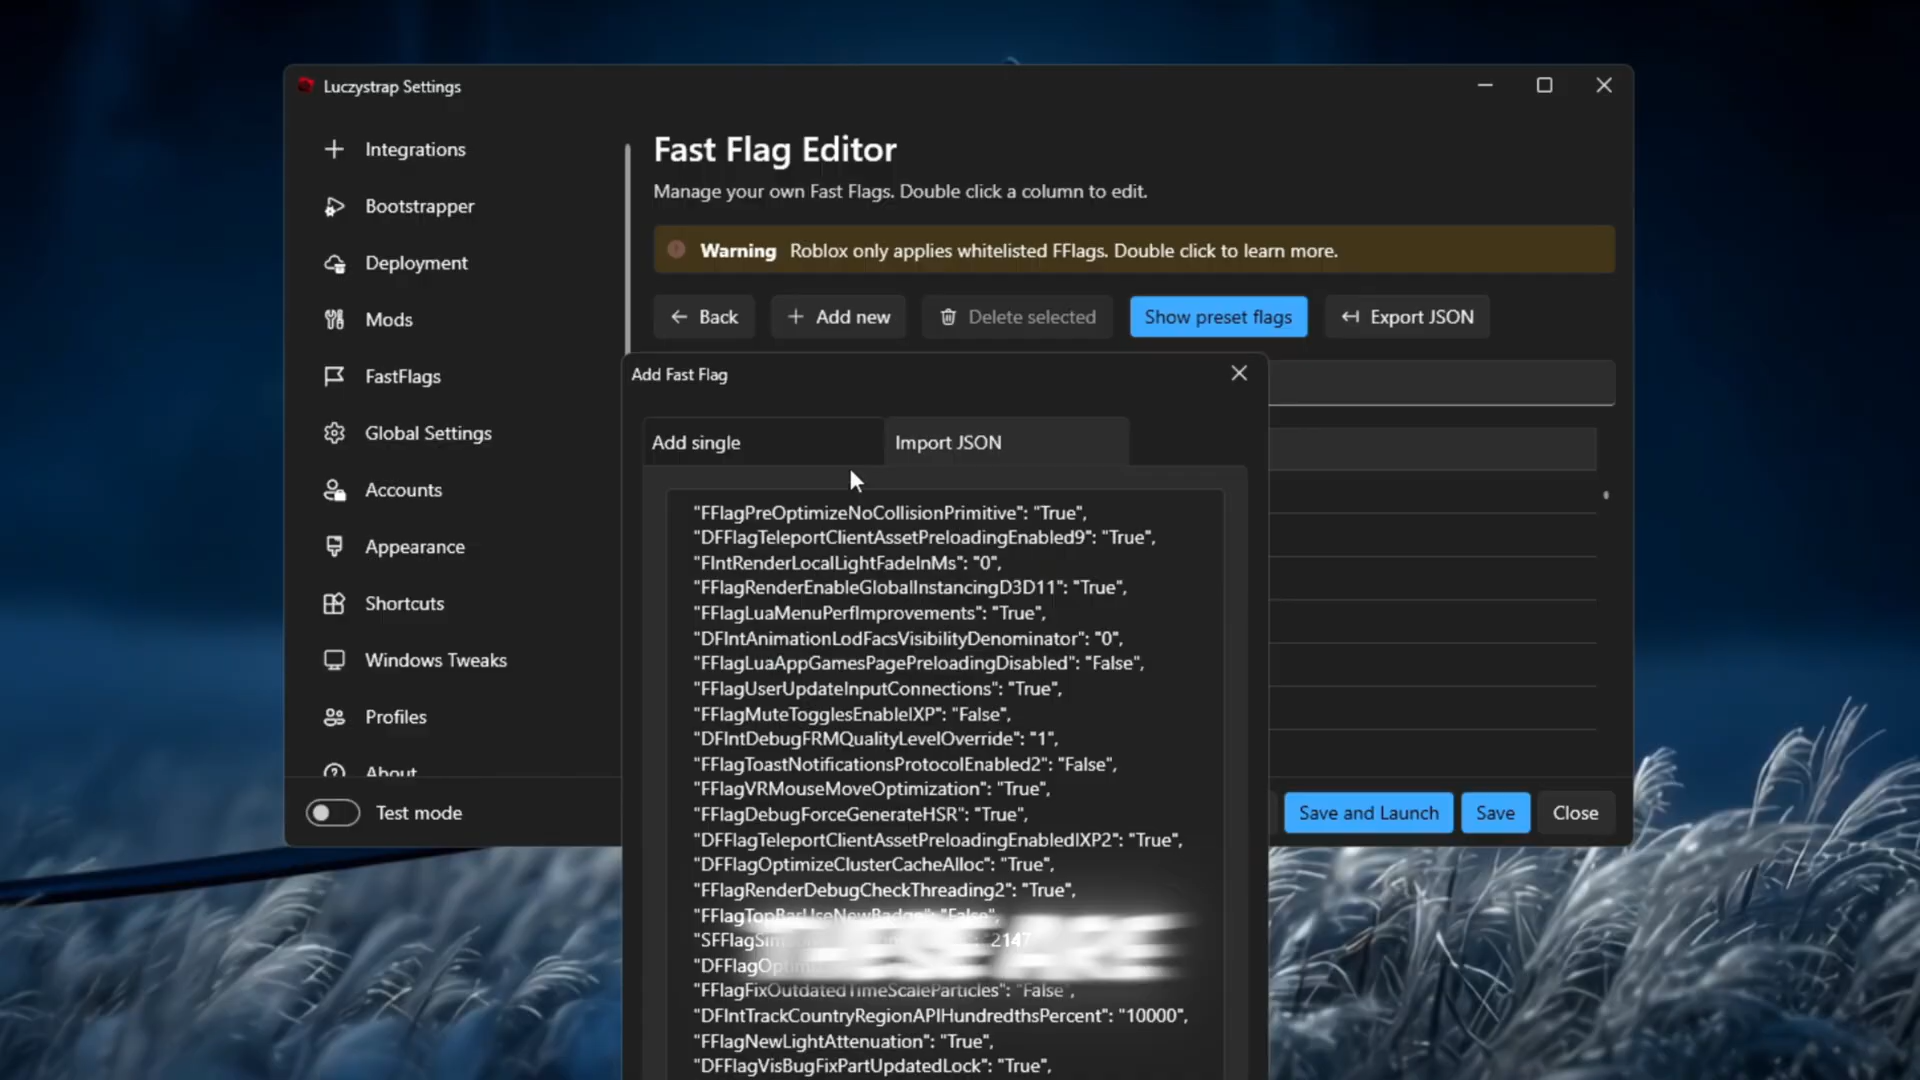 Luczystrap Settings
Integrations
Bootstrapper
Deployment
Mods
FastFlags
Global Settings
Accounts
Appearance
Shortcuts
Windows Tweaks
Profiles
About
Test mode
Fast Flag Editor
Manage your own Fast Flags. Double click a column to edit.
Warning Roblox only applies whitelisted FFlags. Double click to learn more.
Back Add new Delete selected Show preset flags Export JSON
Add Fast Flag
Add single Import JSON
"FFlagPreOptimizeNoCollisionPrimitive": "True",
"DFFlagTeleportClientAssetPreloadingEnabled9": "True",
"FIntRenderLocalLightFadeInMs": "0",
"FFlagRenderEnableGlobalInstancingD3D11": "True",
"FFlagLuaMenuPerfImprovements": "True",
"DFIntAnimationLodFacsVisibilityDenominator": "0",
"FFlagLuaAppGamesPagePreloadingDisabled": "False",
"FFlagUserUpdateInputConnections": "True",
"FFlagMuteTogglesEnableIXP": "False",
"DFIntDebugFRMQualityLevelOverride": "1",
"FFlagToastNotificationsProtocolEnabled2": "False",
"FFlagVRMouseMoveOptimization": "True",
"FFlagDebugForceGenerateHSR": "True",
"DFFlagTeleportClientAssetPreloadingEnabledIXP2": "True",
"DFFlagOptimizeClusterCacheAlloc": "True",
"FFlagRenderDebugCheckThreading2": "True",
"FFlagTopBarUseNewBadge": "False",
"FFlagFixOutdatedTimeScaleParticles": "False",
"DFIntTrackCountryRegionAPIHundredthsPercent": "10000",
"FFlagNewLightAttenuation": "True",
"DFFlagVisBugFixPartUpdatedLock": "True",
Save and Launch Save Close